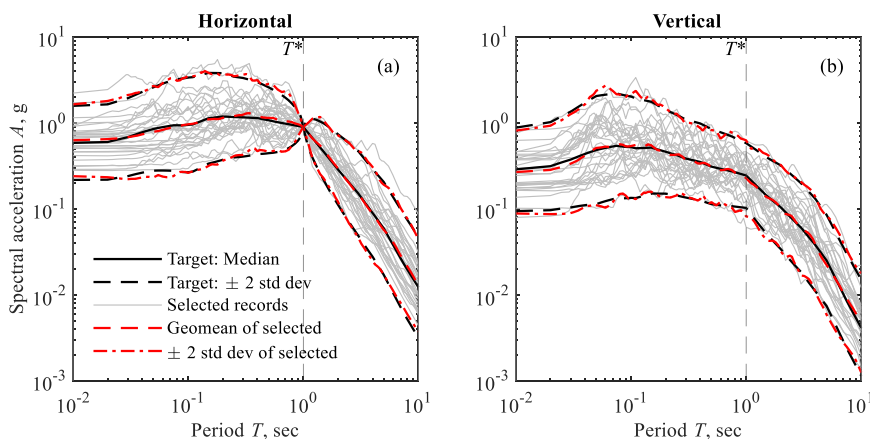 Horizontal
Vertical
Spectral acceleration A, g
10^1
10^0
10^-1
10^-2
10^-3
T*
(a)
Target: Median
Target: ± 2 std dev
Selected records
Geomean of selected
± 2 std dev of selected
10^-2
10^-1
10^0
10^1
Period T, sec
10^1
10^0
10^-1
10^-2
10^-3
T*
(b)
10^-2
10^-1
10^0
10^1
Period T, sec